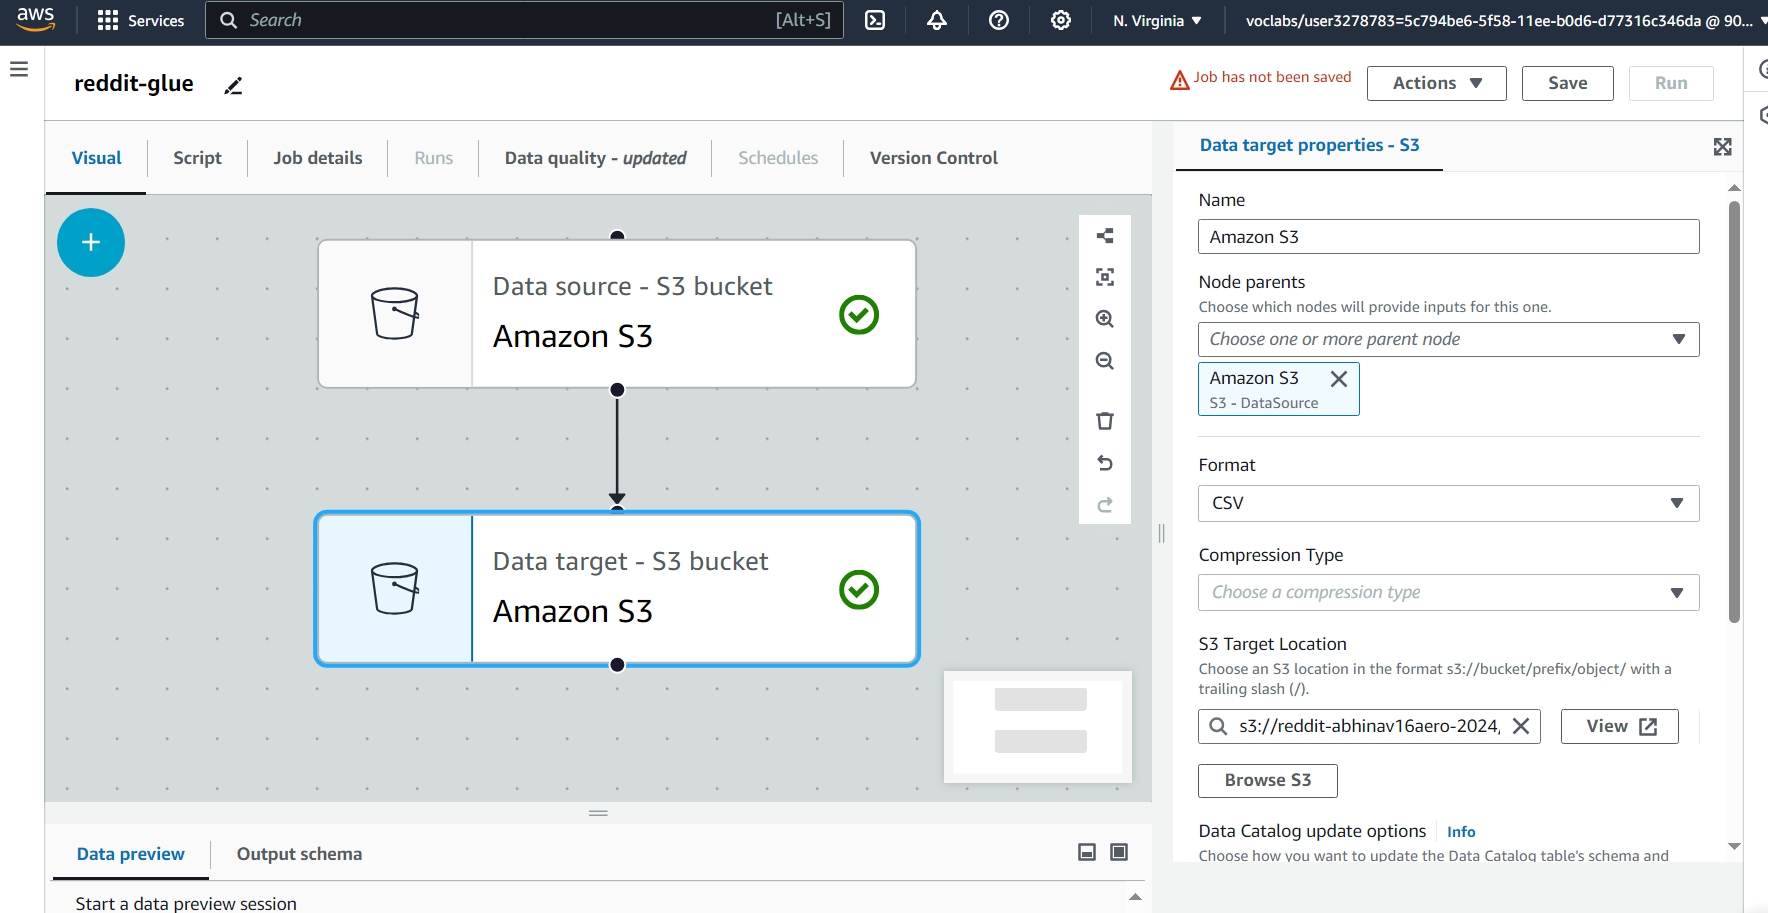 aws
Services
Search
[Alt+S]
N. Virginia
voclabs/user3278783=5c794be6-5f58-11ee-b0d6-d77316c346da @ 90...
reddit-glue
Job has not been saved
Actions
Save
Run
Visual
Script
Job details
Runs
Data quality - updated
Schedules
Version Control
Data source - S3 bucket
Amazon S3
Data target - S3 bucket
Amazon S3
Data preview
Output schema
Start a data preview session
Data target properties - S3
Name
Amazon S3
Node parents
Choose which nodes will provide inputs for this one.
Choose one or more parent node
Amazon S3
S3 - DataSource
Format
CSV
Compression Type
Choose a compression type
S3 Target Location
Choose an S3 location in the format s3://bucket/prefix/object/ with a
trailing slash (/).
s3://reddit-abhinav16aero-2024/
View
Browse S3
Data Catalog update options
Info
Choose how you want to update the Data Catalog table's schema and